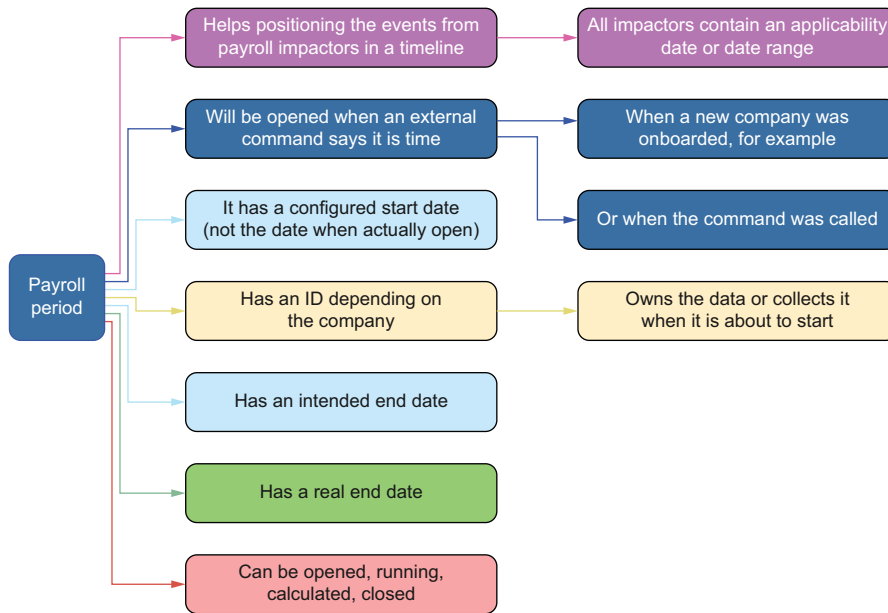 Helps positioning the events from
payroll impactors in a timeline
All impactors contain an applicability
date or date range
Will be opened when an external
command says it is time
When a new company was
onboarded, for example
It has a configured start date
(not the date when actually open)
Or when the command was called
Payroll
period
Has an ID depending on
the company
Owns the data or collects it
when it is about to start
Has an intended end date
Has a real end date
Can be opened, running,
calculated, closed